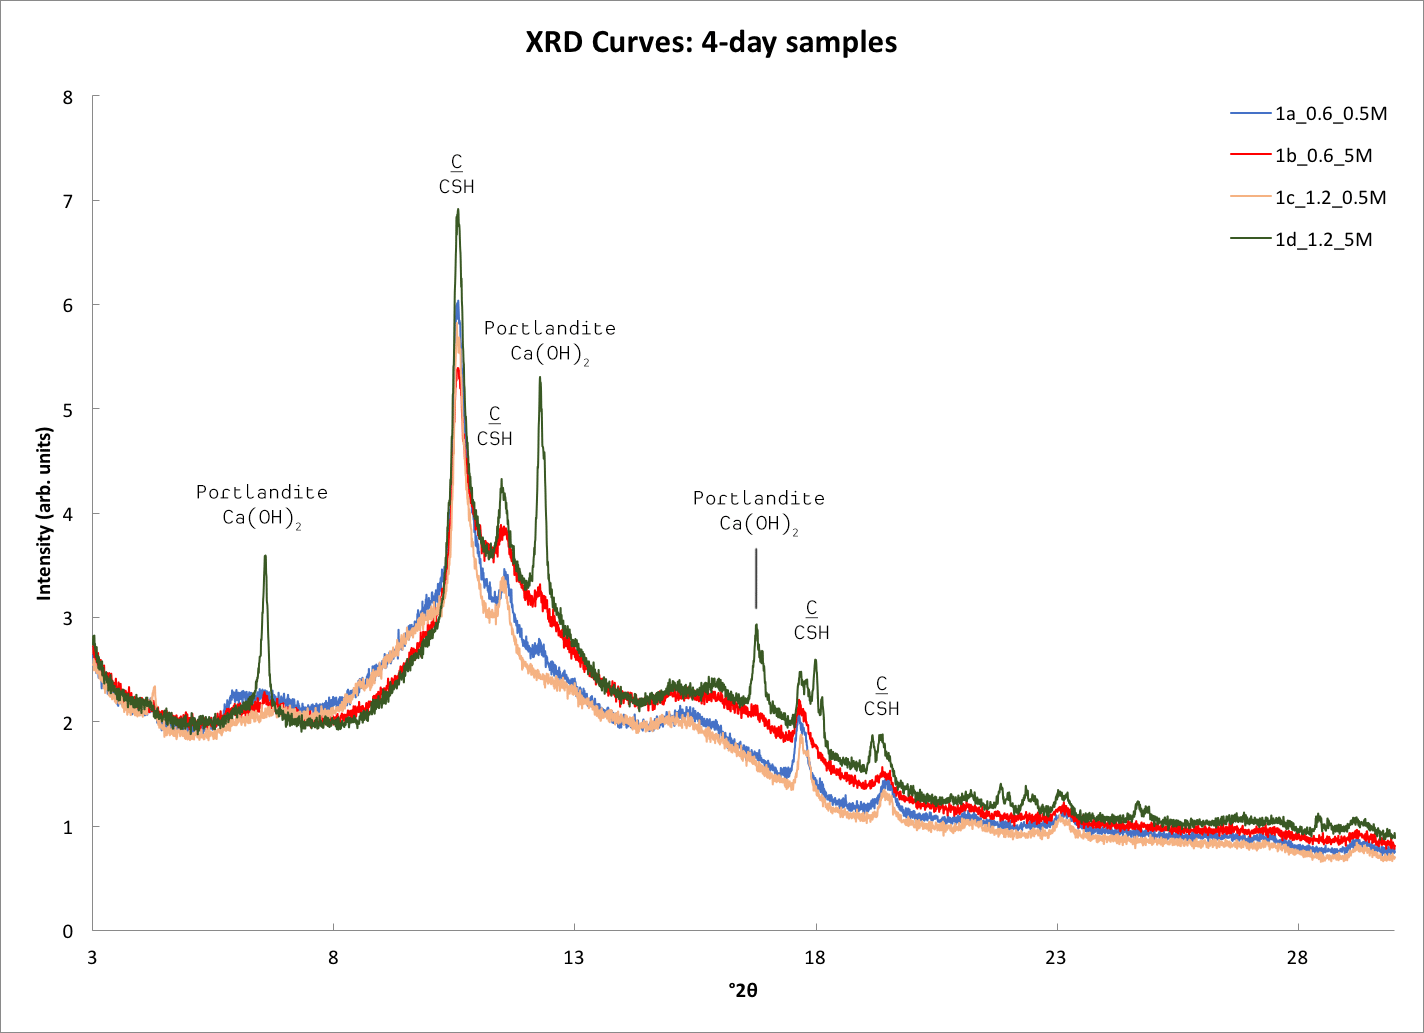 XRD Curves: 4-day samples
8
7
6
5
4
3
2
1
0
Intensity (arb. units)
3
8
13
18
23
28
°2θ
1a_0.6_0.5M
1b_0.6_5M
1c_1.2_0.5M
1d_1.2_5M
Portlandite
Ca(OH)₂
C
CSH
C
CSH
Portlandite
Ca(OH)₂
Portlandite
Ca(OH)₂
C
CSH
C
CSH